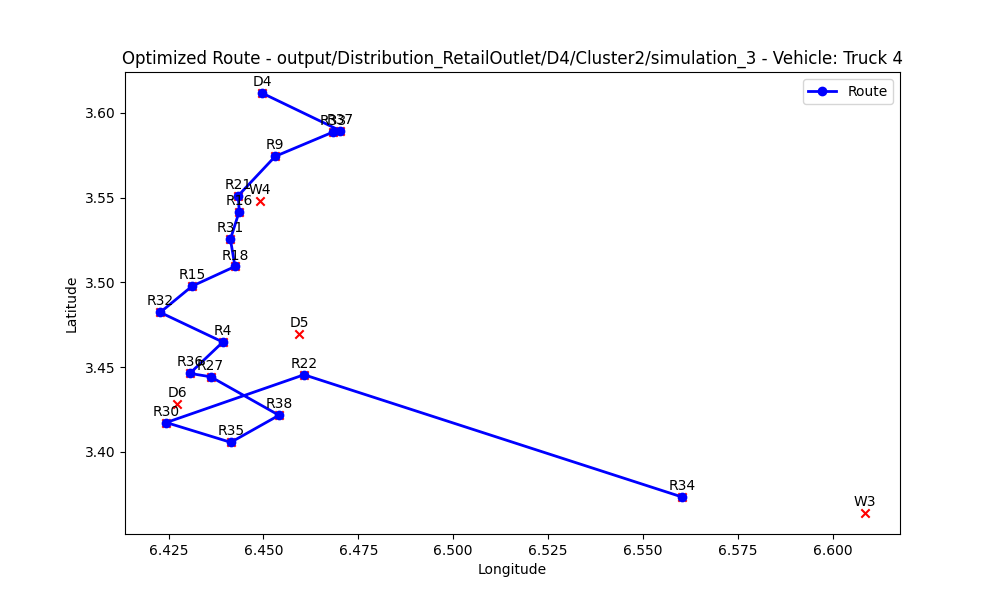 Optimized Route - output/Distribution_RetailOutlet/D4/Cluster2/simulation_3 - Vehicle: Truck 4
Route
D4
R37
R9
R21
W4
R31
R18
R15
R32
D5
R4
R36
R27
R22
D6
R30
R38
R35
R34
W3
3.60
3.55
3.50
3.45
3.40
Latitude
6.425
6.450
6.475
6.500
6.525
6.550
6.575
6.600
Longitude